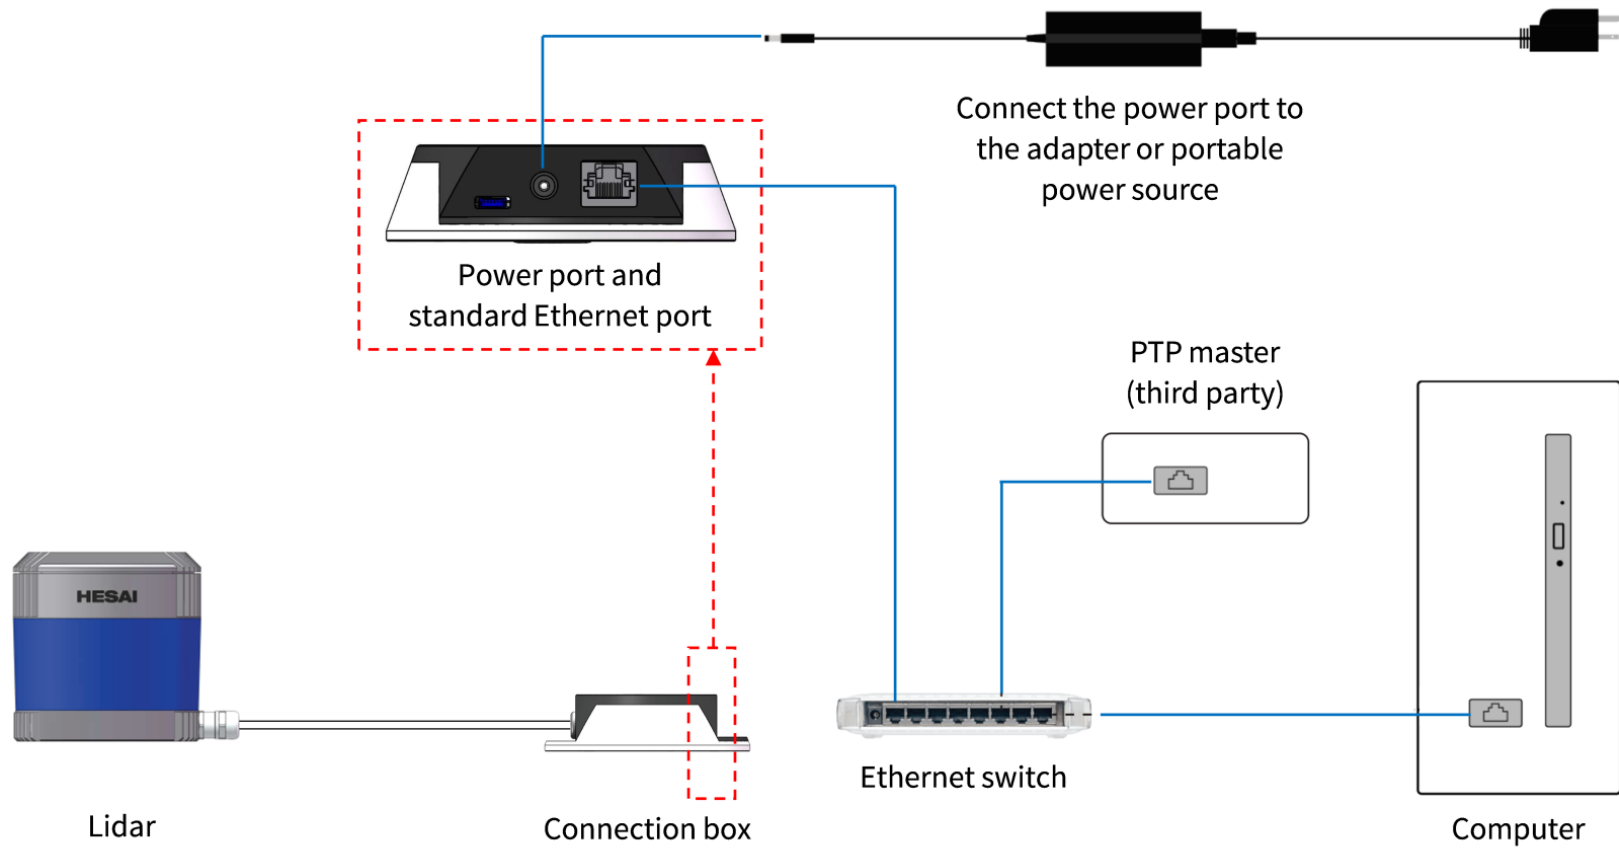 Connect the power port to
the adapter or portable
power source
Power port and
standard Ethernet port
PTP master
(third party)
HESAI
Ethernet switch
Lidar
Connection box
Computer